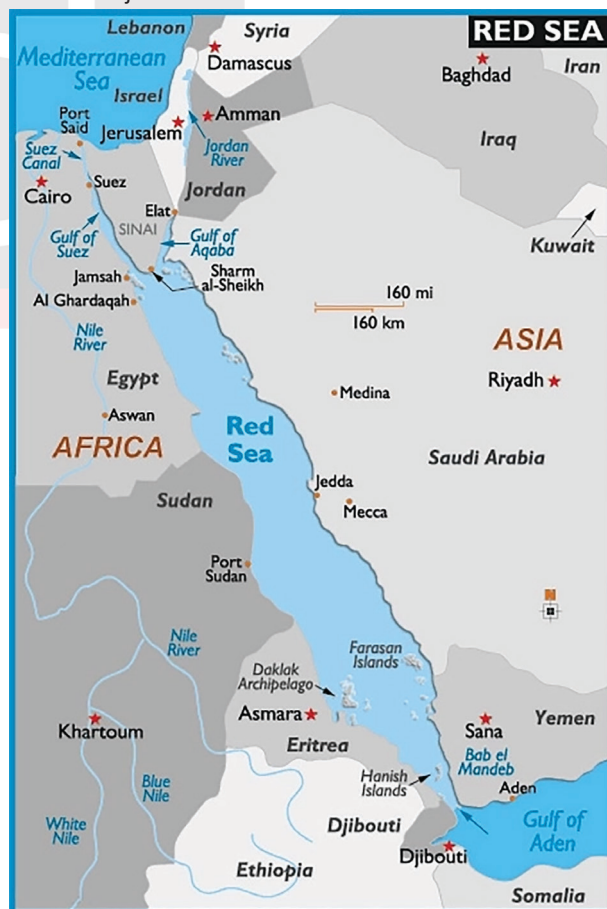 RED SEA
Lebanon
Syria
Mediterranean
Sea
Damascus
Baghdad
Iran
Israel
Iraq
Port
Said
Jerusalem
Amman
Suez
Canal
Jordan
River
Cairo
Suez
Jordan
Elat
SINAI
Kuwait
Gulf of
Suez
Gulf of
Aqaba
Jamsah
Sharm
al-Sheikh
Al Ghardaqah
160 mi
160 km
Nile
River
ASIA
Egypt
Riyadh
Medina
Aswan
Red
Sea
AFRICA
Saudi Arabia
Sudan
Jedda
Mecca
Port
Sudan
N
Nile
River
Farasan
Islands
Daklak
Archipelago
Asmara
Khartoum
Sana
Yemen
Eritrea
Bab el
Mandeb
Hanish
Islands
Aden
Blue
Nile
White
Nile
Djibouti
Gulf of
Aden
Djibouti
Ethiopia
Somalia